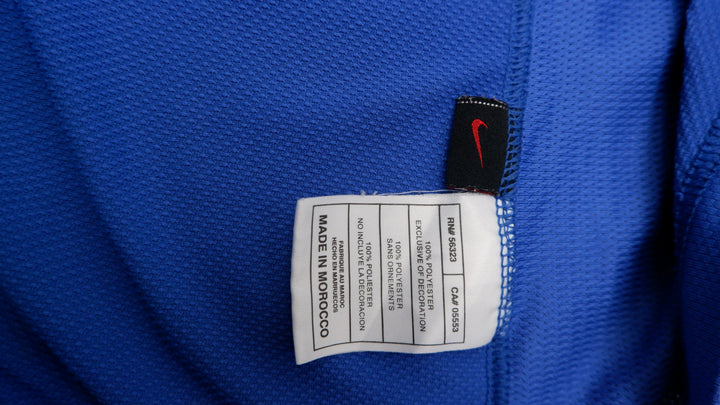 RN# 56323 CA# 05553
100% POLYESTER
EXCLUSIVE OF DECORATION
100% POLYESTER
SANS ORNEMENTS
100% POLIESTER
NO INCLUYE LA DECORACION
FABRIQUE AU MAROC
HECHO EN MARRUECOS
MADE IN MOROCCO